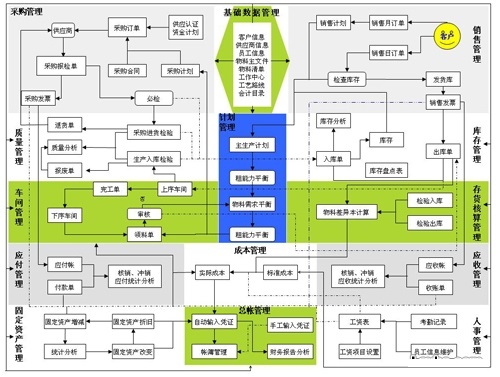 采购管理
基础数据管理
销售管理
供应商
采购订单
供应认证
资金计划
采购报检单
采购合同
采购计划
采购发票
必检
客户信息
供应商信息
员工信息
物料主文件
物料清单
工作中心
工艺路线
会计目录
销售计划
销售月订单
客户
销售日订单
检查库存
发货库
销售发票
质量管理
退货单
质量分析
报废单
采购进货检验
生产入库检验
计划管理
主生产计划
粗能力平衡
物料需求平衡
粗能力平衡
库存管理
库存分析
库存
入库单
出库单
库存盘点表
车间管理
完工单
上序车间
否
审核
下序车间
领料单
存货核算管理
物料差异本计算
检验入库
检验出库
应付管理
应付帐
付款单
核销、冲销
应付统计分析
成本管理
实际成本
标准成本
应收管理
核销、冲销
应收统计分析
应收帐
收账单
固定资产管理
固定资产增减
固定资产折旧
统计分析
固定资产改变
总帐管理
自动输入凭证
手工输入凭证
帐簿管理
财务报告分析
人事管理
工资表
考勤记录
工资项目设置
员工信息维护